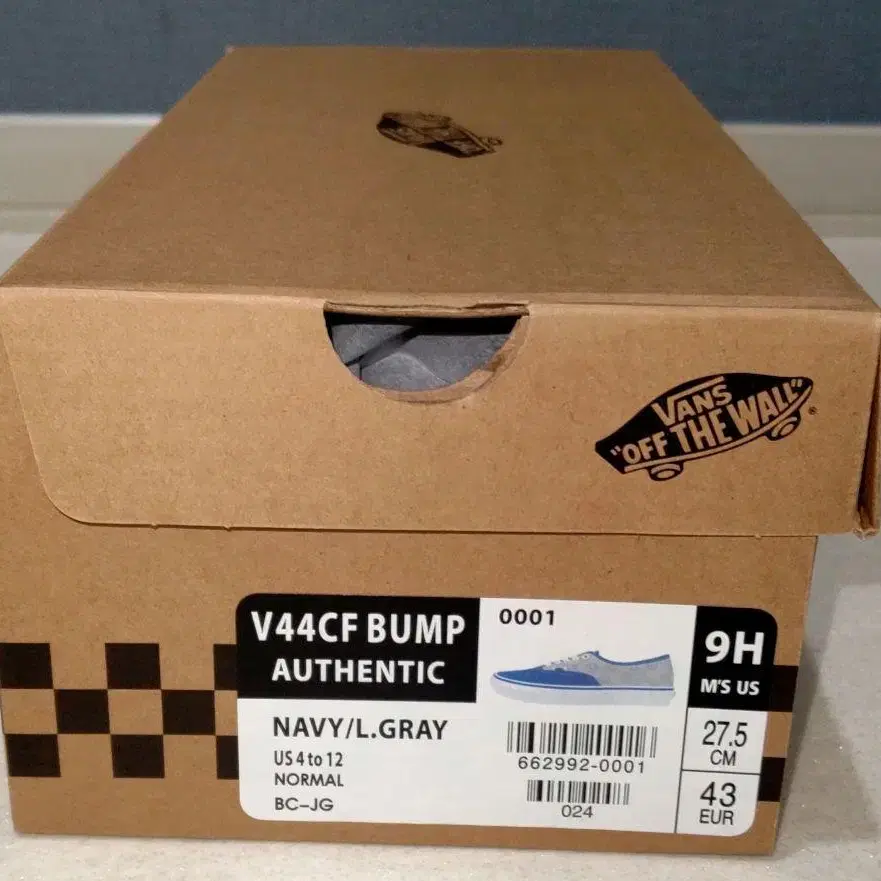 VANS
"OFF THE WALL"®
V44CF BUMP
AUTHENTIC
0001
9H
M'S US
NAVY/L.GRAY
US 4 to 12
NORMAL
BC-JG
662992-0001
024
27.5
CM
43
EUR